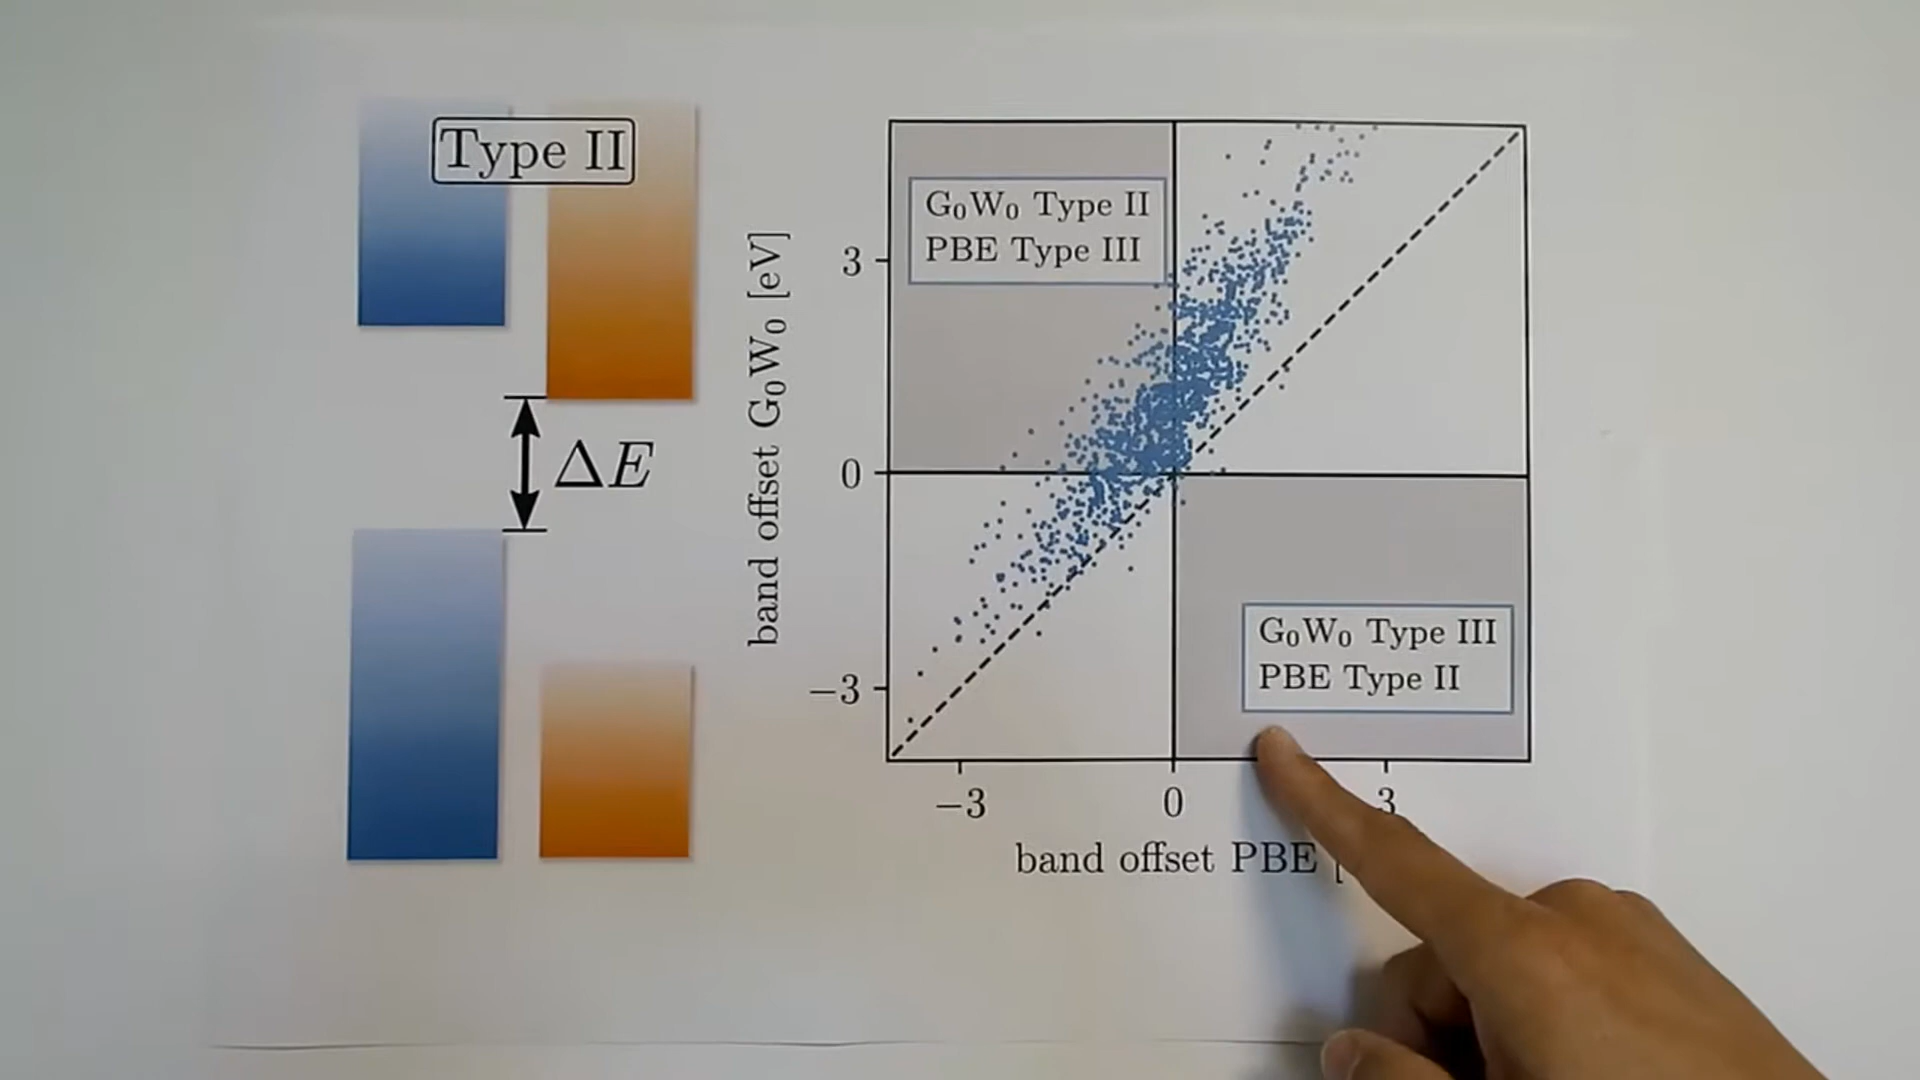 Type II
ΔE
band offset G₀W₀ [eV]
3
0
−3
G₀W₀ Type II
PBE Type III
G₀W₀ Type III
PBE Type II
−3
0
3
band offset PBE [